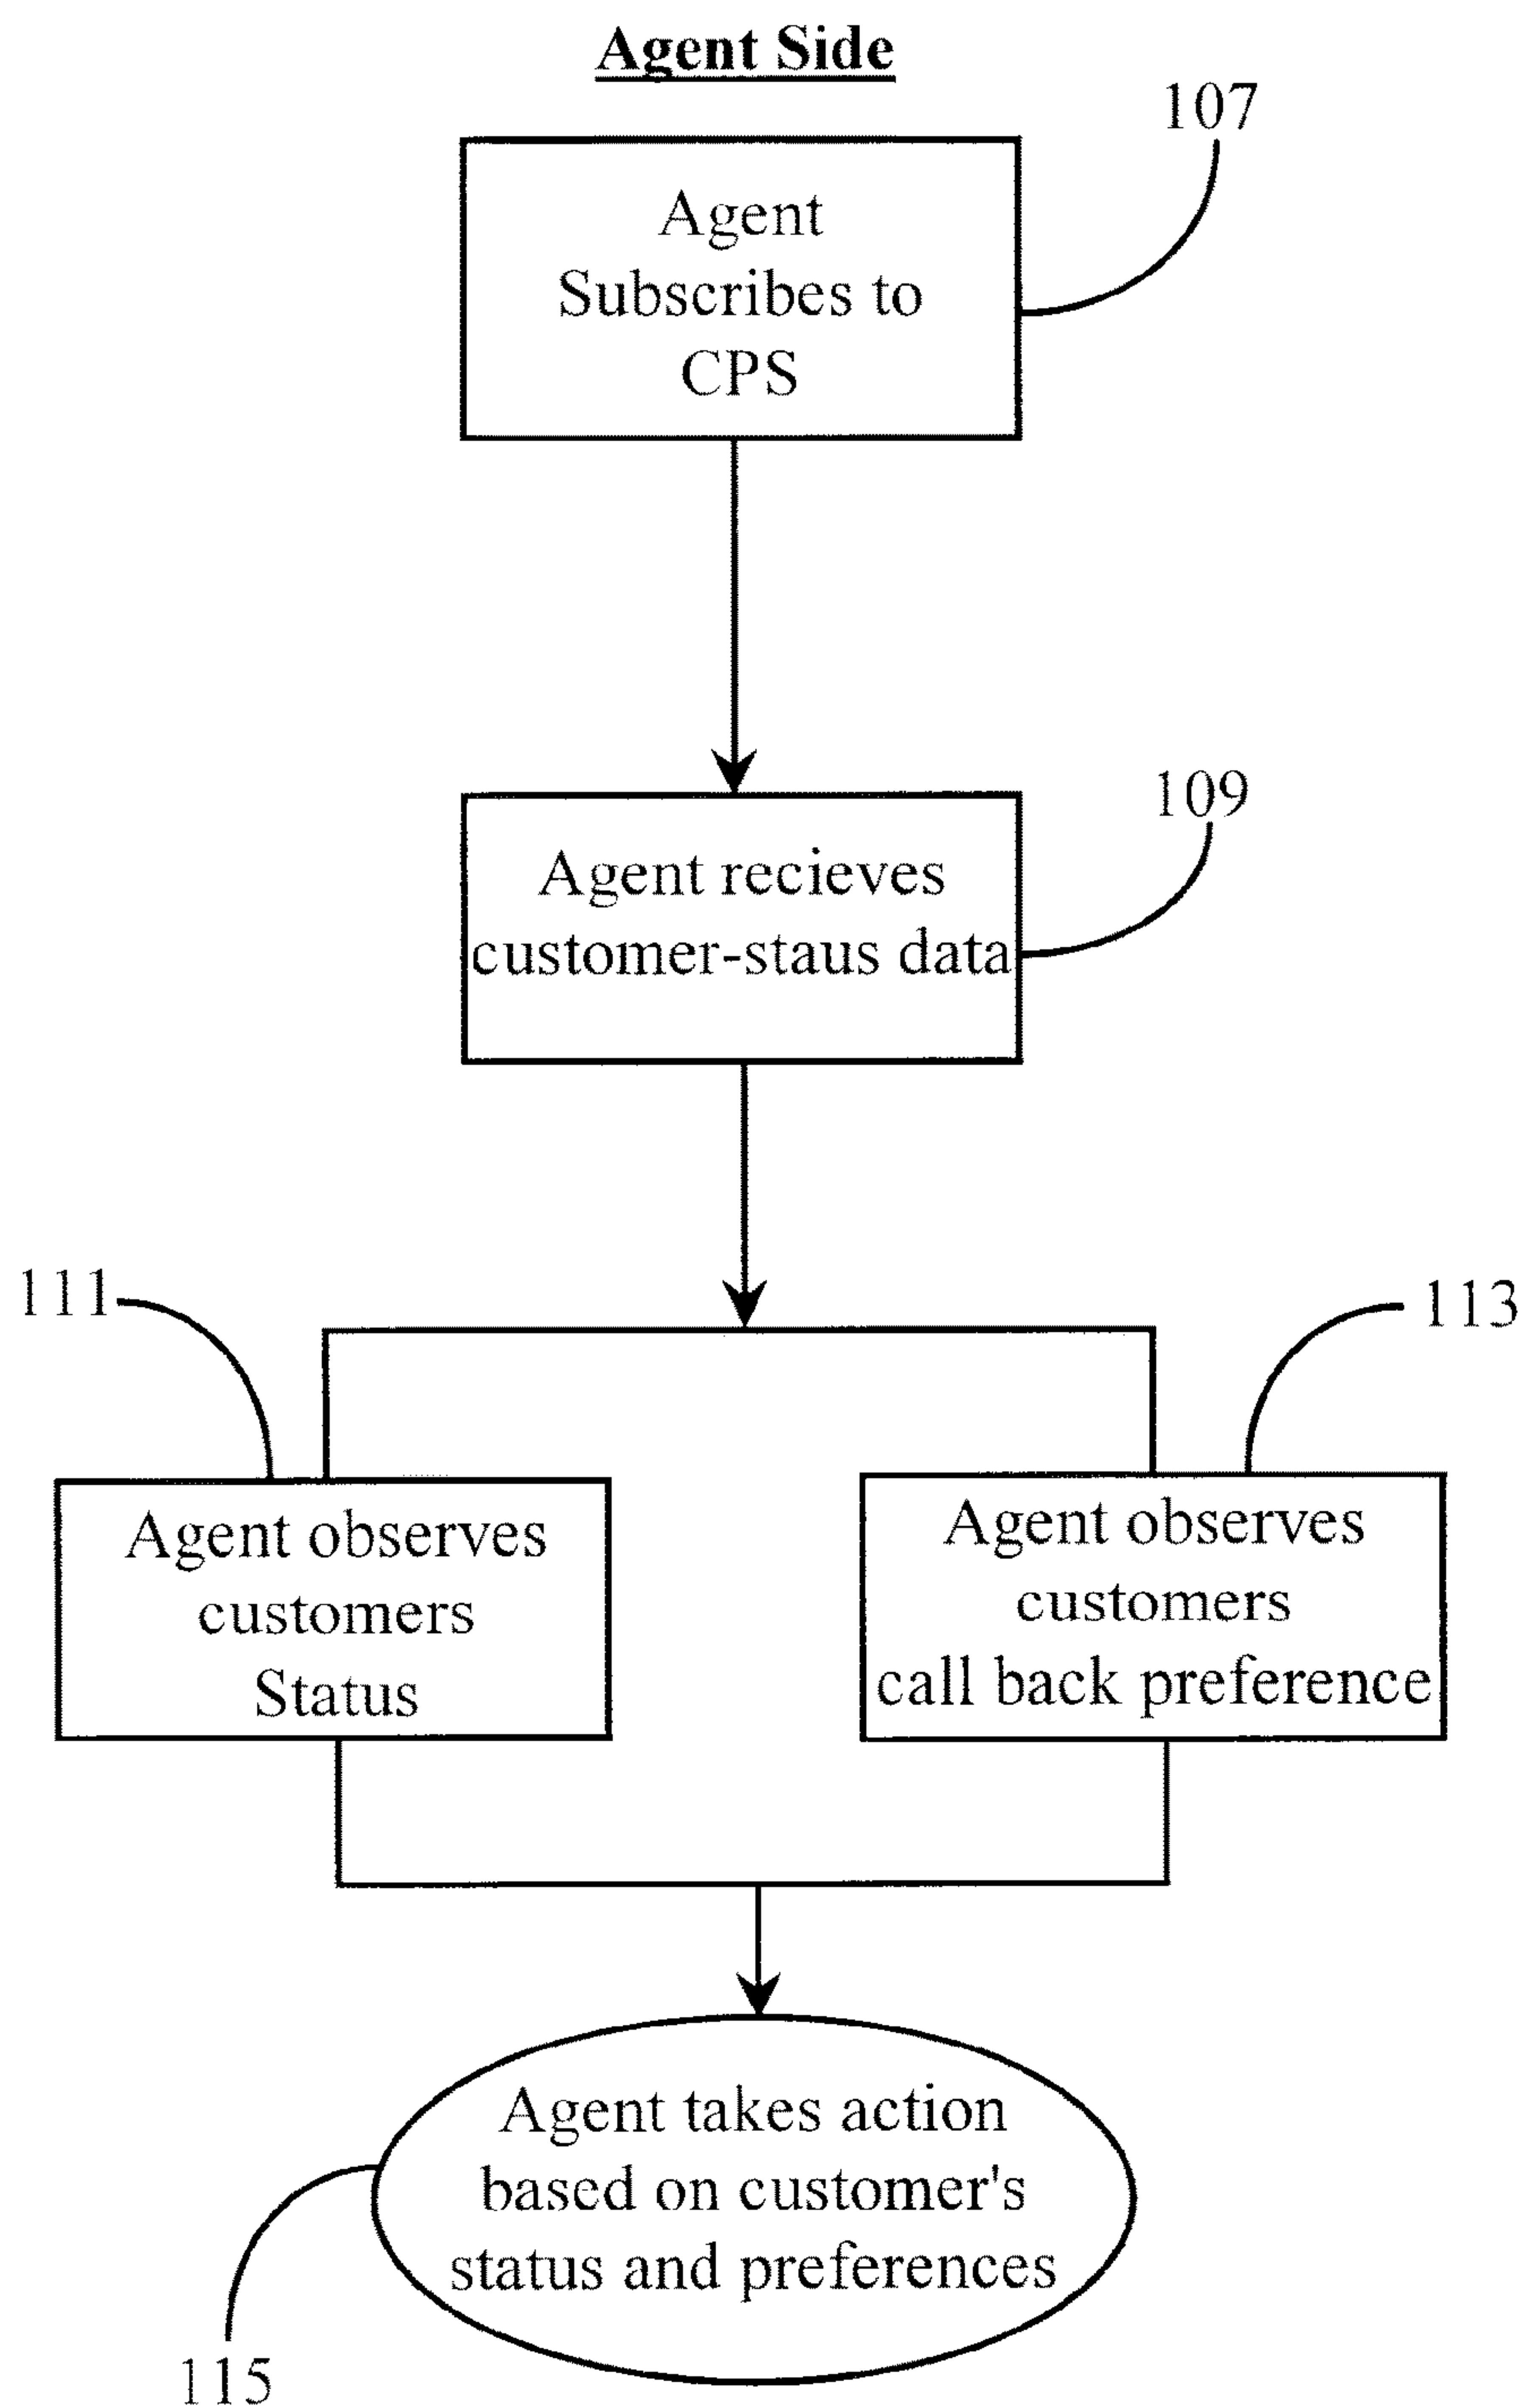 Agent Side
107
Agent
Subscribes to
CPS
109
Agent recieves
customer-staus data
111
113
Agent observes
customers
Status
Agent observes
customers
call back preference
Agent takes action
based on customer's
status and preferences
115